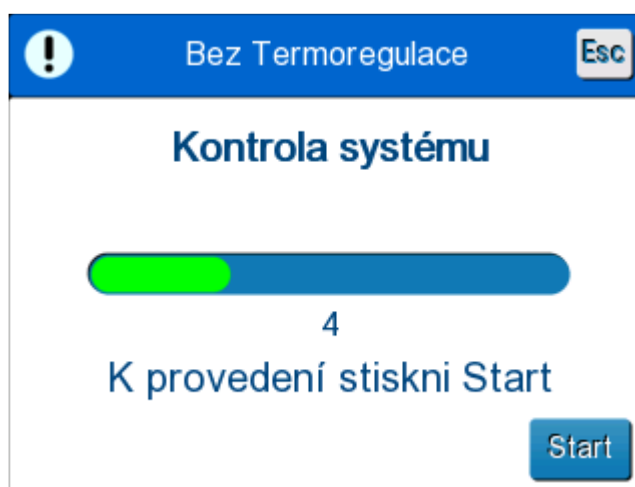 Bez Termoregulace
Esc
Kontrola systému
4
K provedení stiskni Start
Start